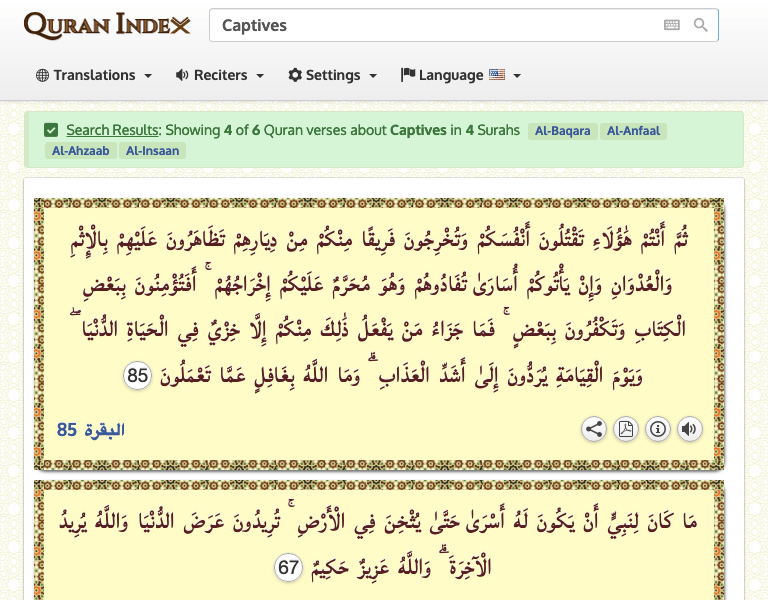 QURAN INDEX
Captives
Translations Reciters Settings Language
Search Results: Showing 4 of 6 Quran verses about Captives in 4 Surahs Al-Baqara Al-Anfaal
Al-Ahzaab Al-Insaan
ثُمَّ أَنْتُمْ هَٰؤُلَاءِ تَقْتُلُونَ أَنْفُسَكُمْ وَتُخْرِجُونَ فَرِيقًا مِنْكُمْ مِنْ دِيَارِهِمْ تَظَاهَرُونَ عَلَيْهِمْ بِالْإِثْمِ
وَالْعُدْوَانِ وَإِنْ يَأْتُوكُمْ أُسَارَىٰ تُفَادُوهُمْ وَهُوَ مُحَرَّمٌ عَلَيْكُمْ إِخْرَاجُهُمْ ۚ أَفَتُؤْمِنُونَ بِبَعْضِ
الْكِتَابِ وَتَكْفُرُونَ بِبَعْضٍ ۚ فَمَا جَزَاءُ مَنْ يَفْعَلُ ذَٰلِكَ مِنْكُمْ إِلَّا خِزْيٌ فِي الْحَيَاةِ الدُّنْيَا ۖ
وَيَوْمَ الْقِيَامَةِ يُرَدُّونَ إِلَىٰ أَشَدِّ الْعَذَابِ ۗ وَمَا اللَّهُ بِغَافِلٍ عَمَّا تَعْمَلُونَ 85
البقرة 85
مَا كَانَ لِنَبِيٍّ أَنْ يَكُونَ لَهُ أَسْرَىٰ حَتَّىٰ يُثْخِنَ فِي الْأَرْضِ ۚ تُرِيدُونَ عَرَضَ الدُّنْيَا وَاللَّهُ يُرِيدُ
الْآخِرَةَ ۗ وَاللَّهُ عَزِيزٌ حَكِيمٌ 67